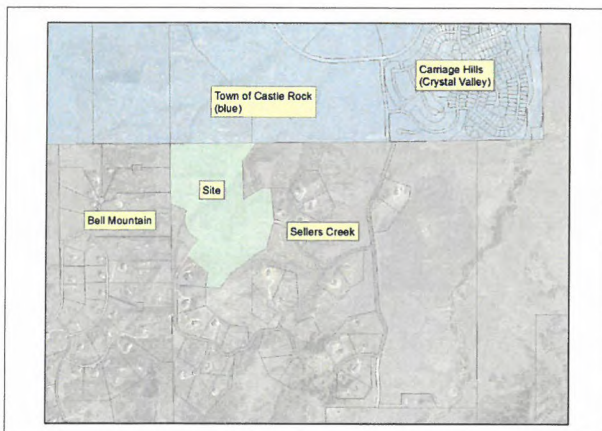 Carriage Hills
(Crystal Valley)
Town of Castle Rock
(blue)
Site
Bell Mountain
Sellers Creek